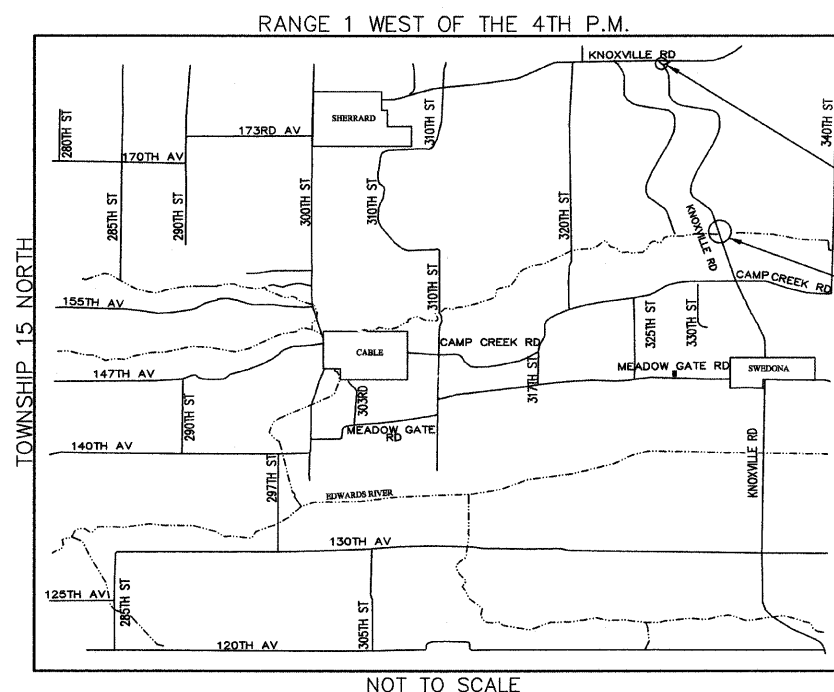 RANGE 1 WEST OF THE 4TH P.M.
TOWNSHIP 15 NORTH
KNOXVILLE RD
SHERRARD
173RD AV
280TH ST
170TH AV
310TH ST
340TH ST
285TH ST
290TH ST
300TH ST
310TH ST
320TH ST
KNOXVILLE RD
310TH ST
CAMP CREEK RD
155TH AV
CABLE
CAMP CREEK RD
325TH ST
330TH ST
147TH AV
317TH ST
MEADOW GATE RD
SWEDONA
290TH ST
303RD
MEADOW GATE
RD
140TH AV
297TH ST
EDWARDS RIVER
KNOXVILLE RD
130TH AV
125TH AV
285TH ST
305TH ST
120TH AV
NOT TO SCALE